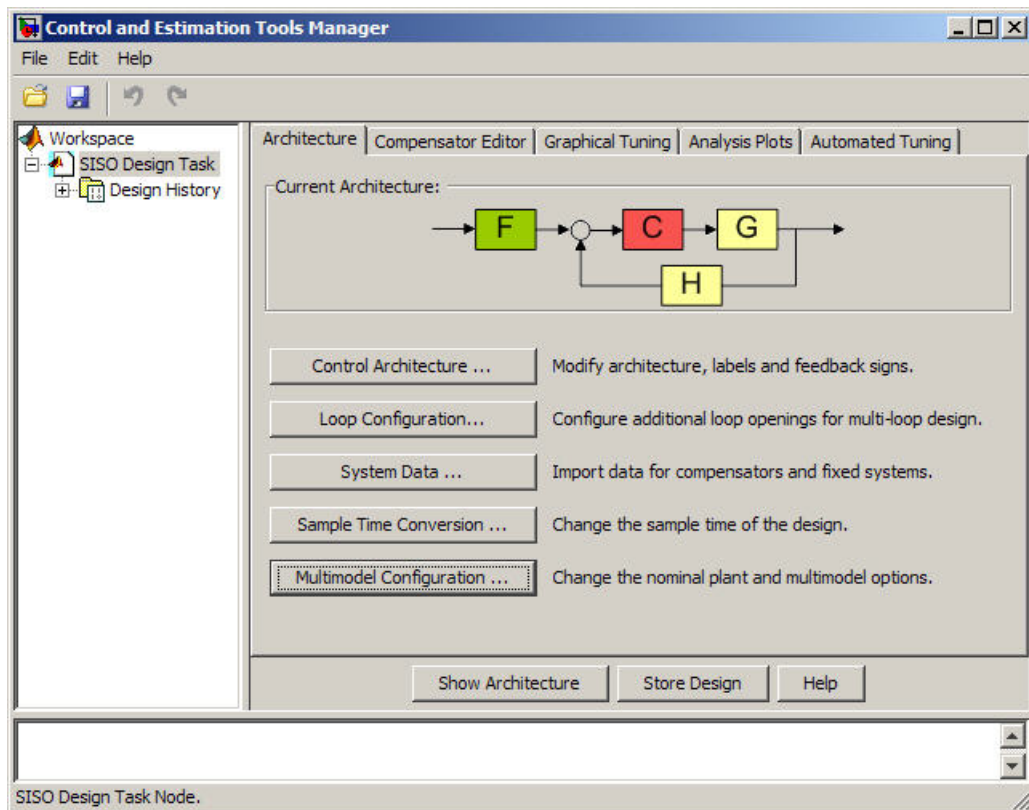 Control and Estimation Tools Manager
File Edit Help
Workspace
SISO Design Task
Design History
Architecture Compensator Editor Graphical Tuning Analysis Plots Automated Tuning
Current Architecture:
F C G
H
Control Architecture ... Modify architecture, labels and feedback signs.
Loop Configuration... Configure additional loop openings for multi-loop design.
System Data ... Import data for compensators and fixed systems.
Sample Time Conversion ... Change the sample time of the design.
Multimodel Configuration ... Change the nominal plant and multimodel options.
Show Architecture Store Design Help
SISO Design Task Node.